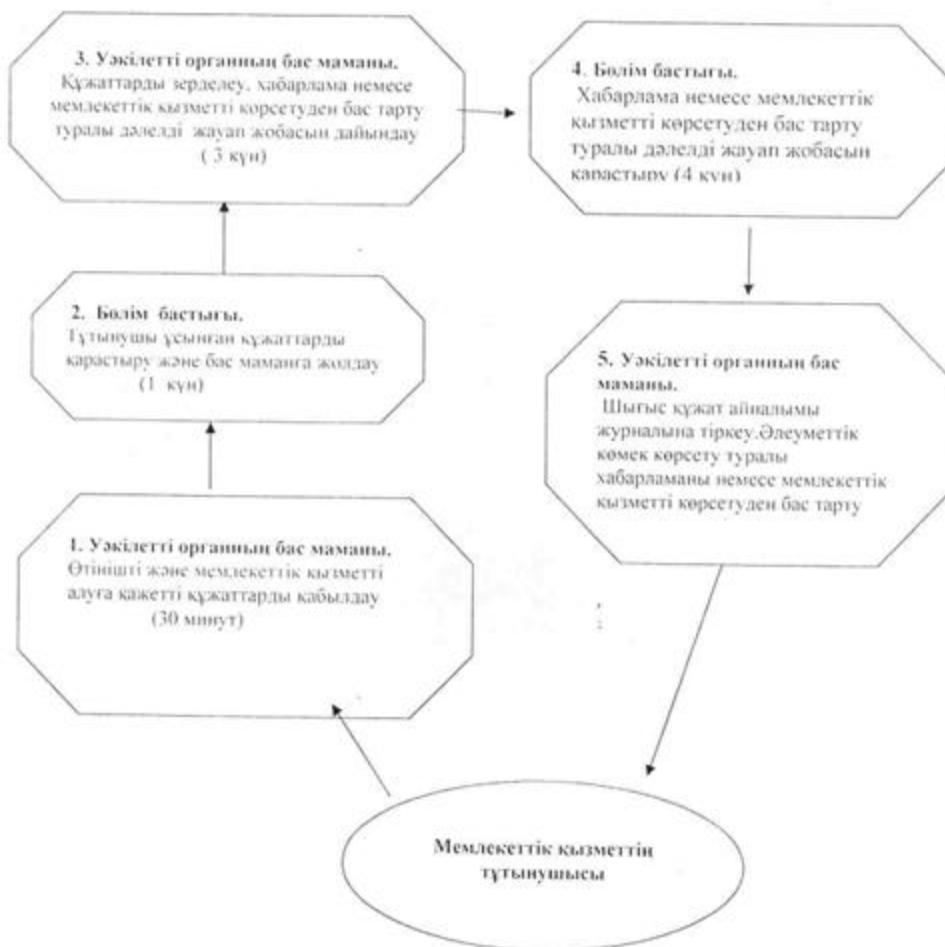 3. Уәкілетті органның бас маманы.
Құжаттарды зерделеу, хабарлама немесе
мемлекеттік қызметті көрсетуден бас тарту
туралы дәлелді жауап жобасын дайындау
( 3 күн)
4. Бөлім бастығы.
Хабарлама немесе мемлекеттік
қызметті көрсетуден бас тарту
туралы дәлелді жауап жобасын
қарастыру (4 күн)
2. Бөлім бастығы.
Тұтынушы ұсынған құжаттарды
қарастыру және бас маманға жолдау
(1 күн)
5. Уәкілетті органның бас
маманы.
Шығыс құжат айналымы
журналына тіркеу.Әлеуметтік
көмек көрсету туралы
хабарламаны немесе мемлекеттік
қызметті көрсетуден бас тарту
1. Уәкілетті органның бас маманы.
Өтінішті және мемлекеттік қызметті
алуға қажетті құжаттарды қабылдау
(30 минут)
Мемлекеттік қызметтің
тұтынушысы